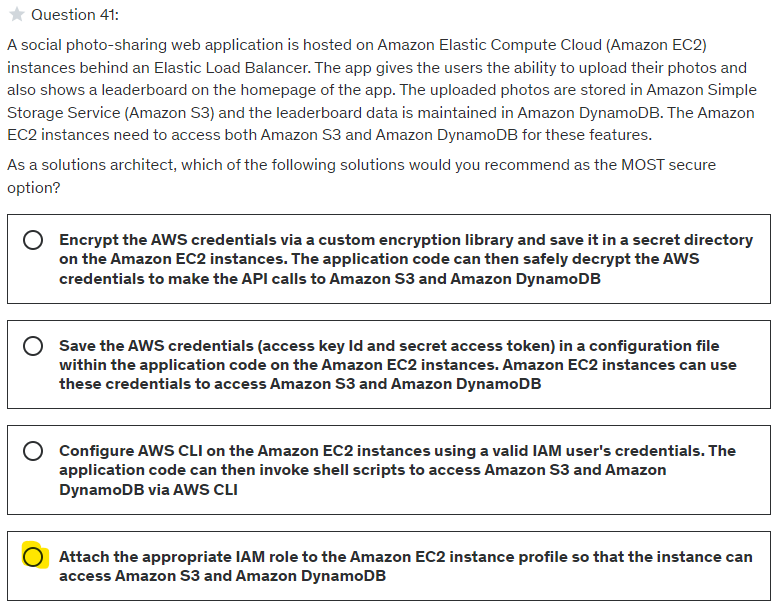 Question 41:
A social photo-sharing web application is hosted on Amazon Elastic Compute Cloud (Amazon EC2)
instances behind an Elastic Load Balancer. The app gives the users the ability to upload their photos and
also shows a leaderboard on the homepage of the app. The uploaded photos are stored in Amazon Simple
Storage Service (Amazon S3) and the leaderboard data is maintained in Amazon DynamoDB. The Amazon
EC2 instances need to access both Amazon S3 and Amazon DynamoDB for these features.
As a solutions architect, which of the following solutions would you recommend as the MOST secure
option?
Encrypt the AWS credentials via a custom encryption library and save it in a secret directory
on the Amazon EC2 instances. The application code can then safely decrypt the AWS
credentials to make the API calls to Amazon S3 and Amazon DynamoDB
Save the AWS credentials (access key Id and secret access token) in a configuration file
within the application code on the Amazon EC2 instances. Amazon EC2 instances can use
these credentials to access Amazon S3 and Amazon DynamoDB
Configure AWS CLI on the Amazon EC2 instances using a valid IAM user's credentials. The
application code can then invoke shell scripts to access Amazon S3 and Amazon
DynamoDB via AWS CLI
Attach the appropriate IAM role to the Amazon EC2 instance profile so that the instance can
access Amazon S3 and Amazon DynamoDB